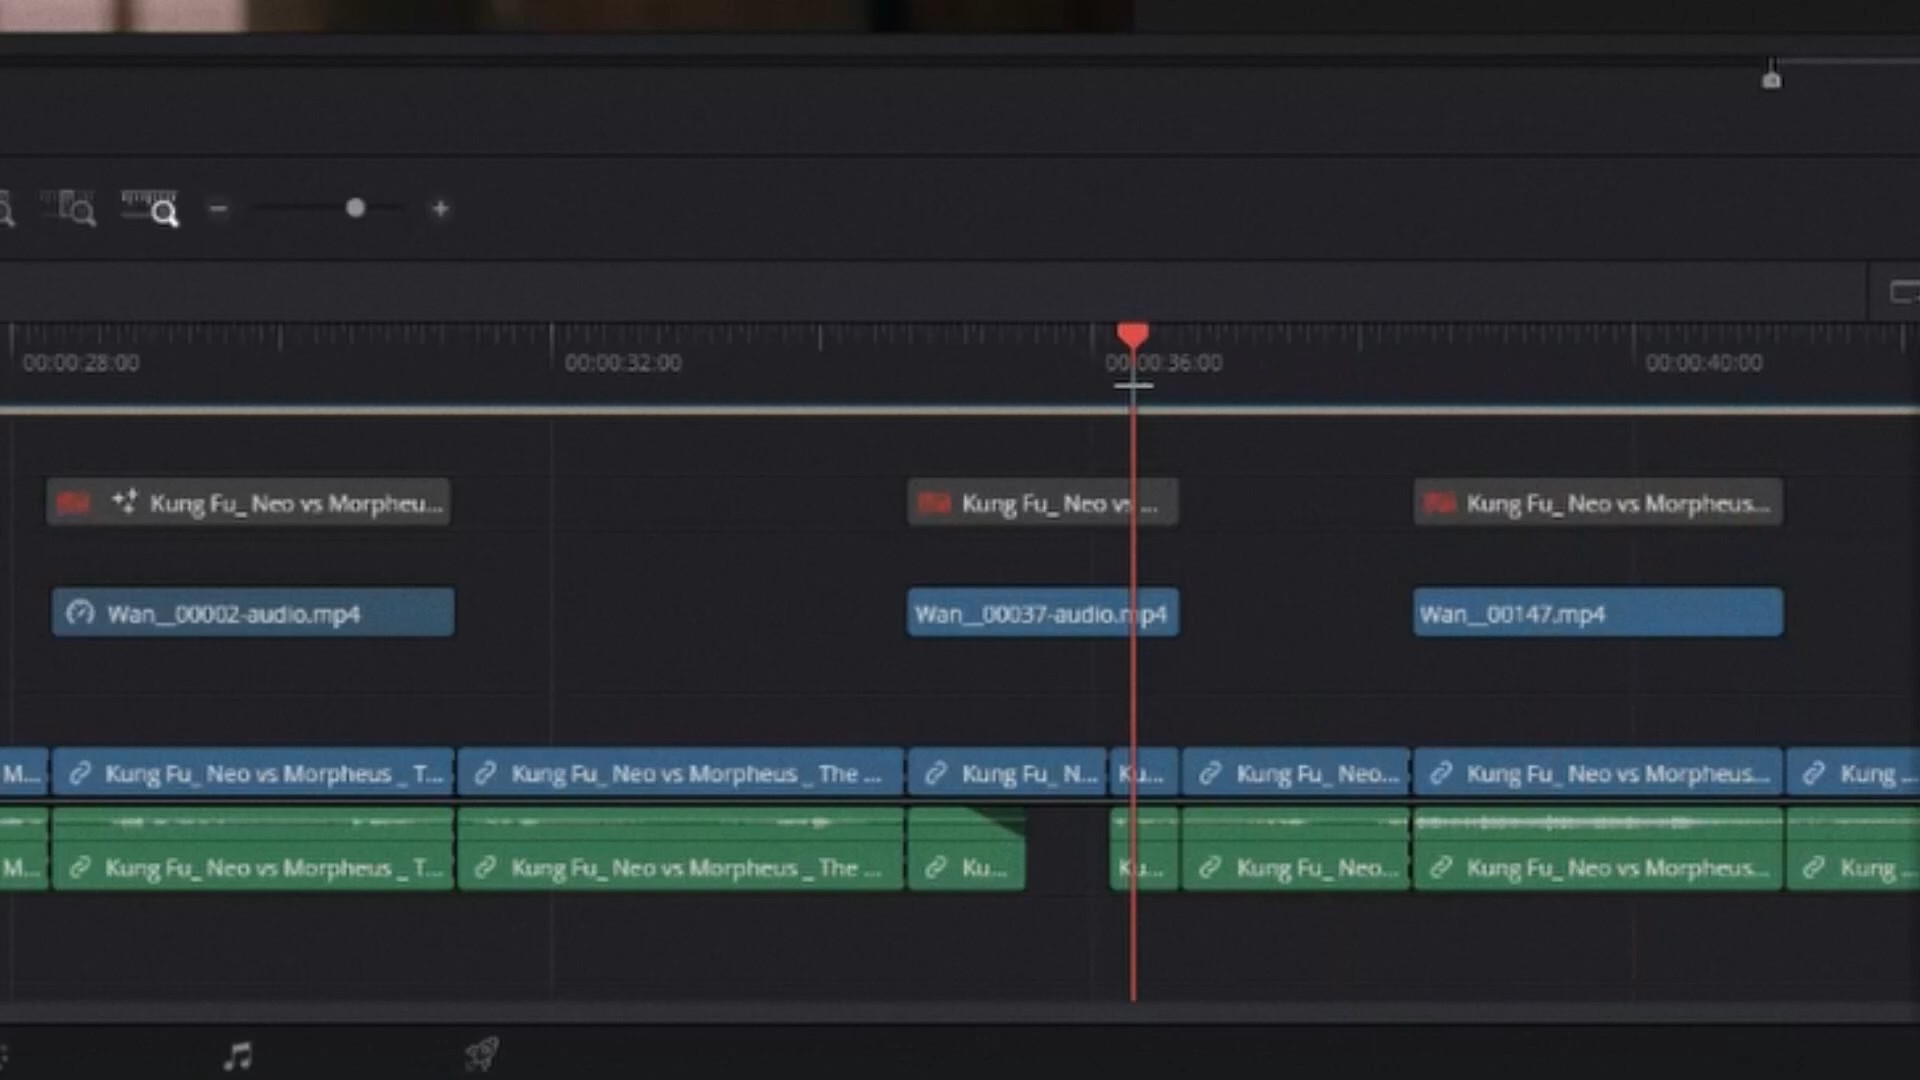 00:00:28:00 00:00:32:00 00:00:36:00 00:00:40:00
Kung Fu_ Neo vs Morpheu... Kung Fu_ Neo vs ... Kung Fu_ Neo vs Morpheus...
Wan__00002-audio.mp4 Wan__00037-audio.mp4 Wan__00147.mp4
M... Kung Fu_ Neo vs Morpheus _ T... Kung Fu_ Neo vs Morpheus _ The ... Kung Fu_ N... Ku... Kung Fu_ Neo... Kung Fu_ Neo vs Morpheus... Kung ...
M... Kung Fu_ Neo vs Morpheus _ T... Kung Fu_ Neo vs Morpheus _ The ... Ku... Ku... Kung Fu_ Neo... Kung Fu_ Neo vs Morpheus... Kung ...